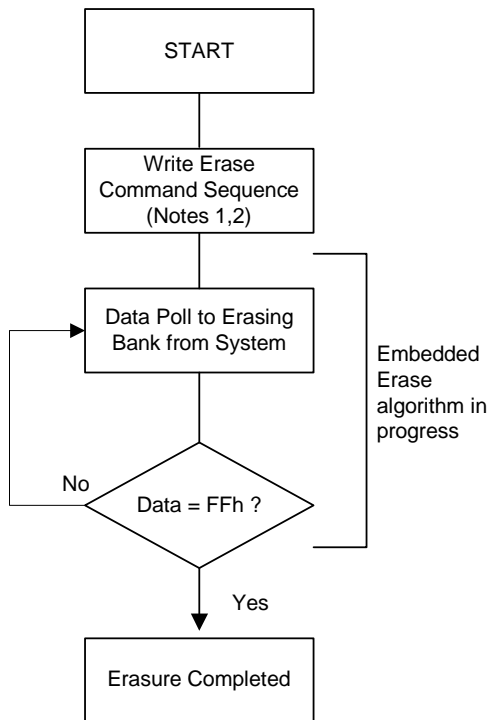 START
Write Erase
Command Sequence
(Notes 1,2)
Data Poll to Erasing
Bank from System
Embedded
Erase
algorithm in
progress
No
Data = FFh ?
Yes
Erasure Completed